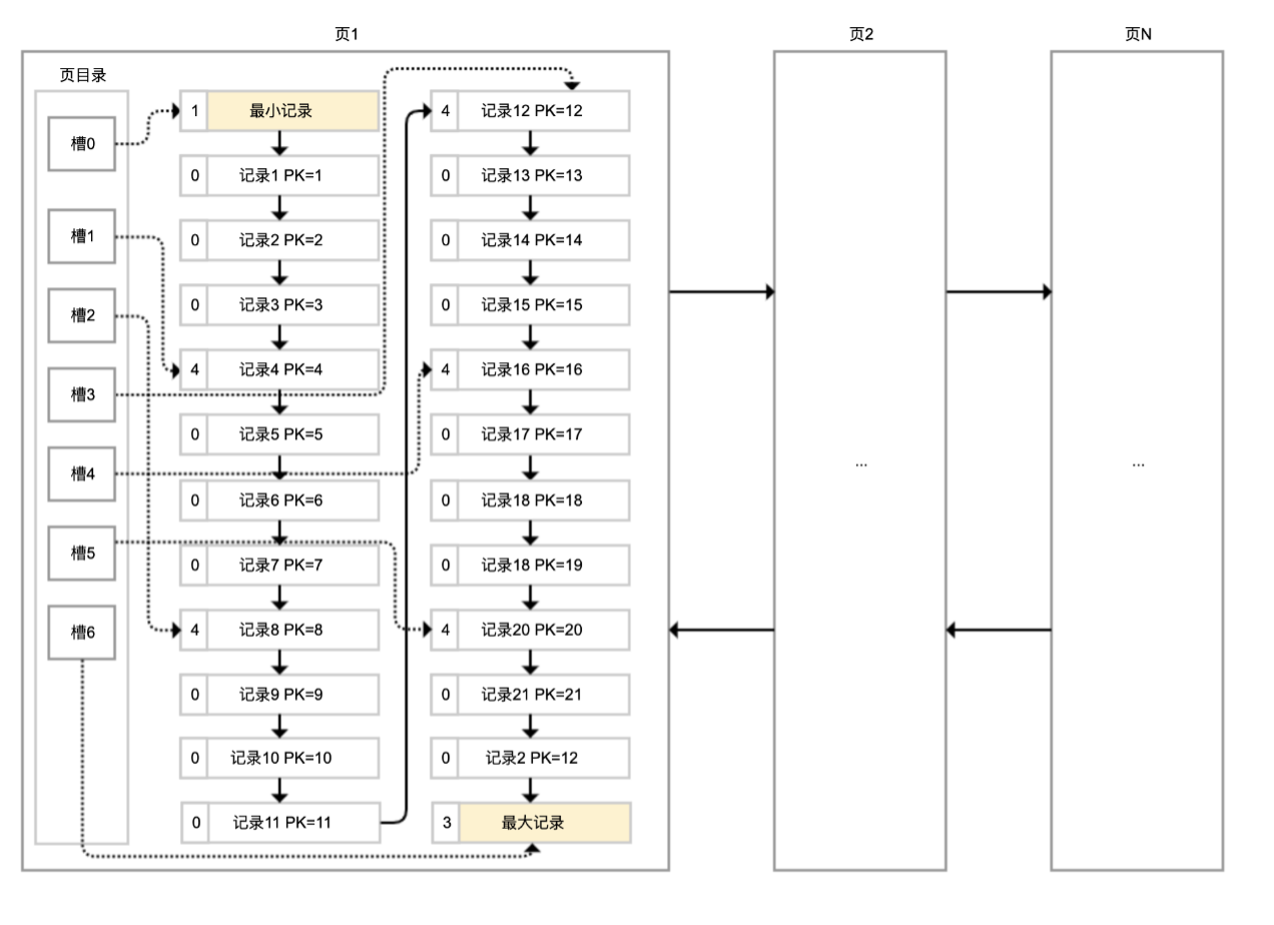 页1
页2
页N
页目录
槽0
槽1
槽2
槽3
槽4
槽5
槽6
1 最小记录
0 记录1 PK=1
0 记录2 PK=2
0 记录3 PK=3
4 记录4 PK=4
0 记录5 PK=5
0 记录6 PK=6
0 记录7 PK=7
4 记录8 PK=8
0 记录9 PK=9
0 记录10 PK=10
0 记录11 PK=11
4 记录12 PK=12
0 记录13 PK=13
0 记录14 PK=14
0 记录15 PK=15
4 记录16 PK=16
0 记录17 PK=17
0 记录18 PK=18
0 记录18 PK=19
4 记录20 PK=20
0 记录21 PK=21
0 记录2 PK=12
3 最大记录
...
...